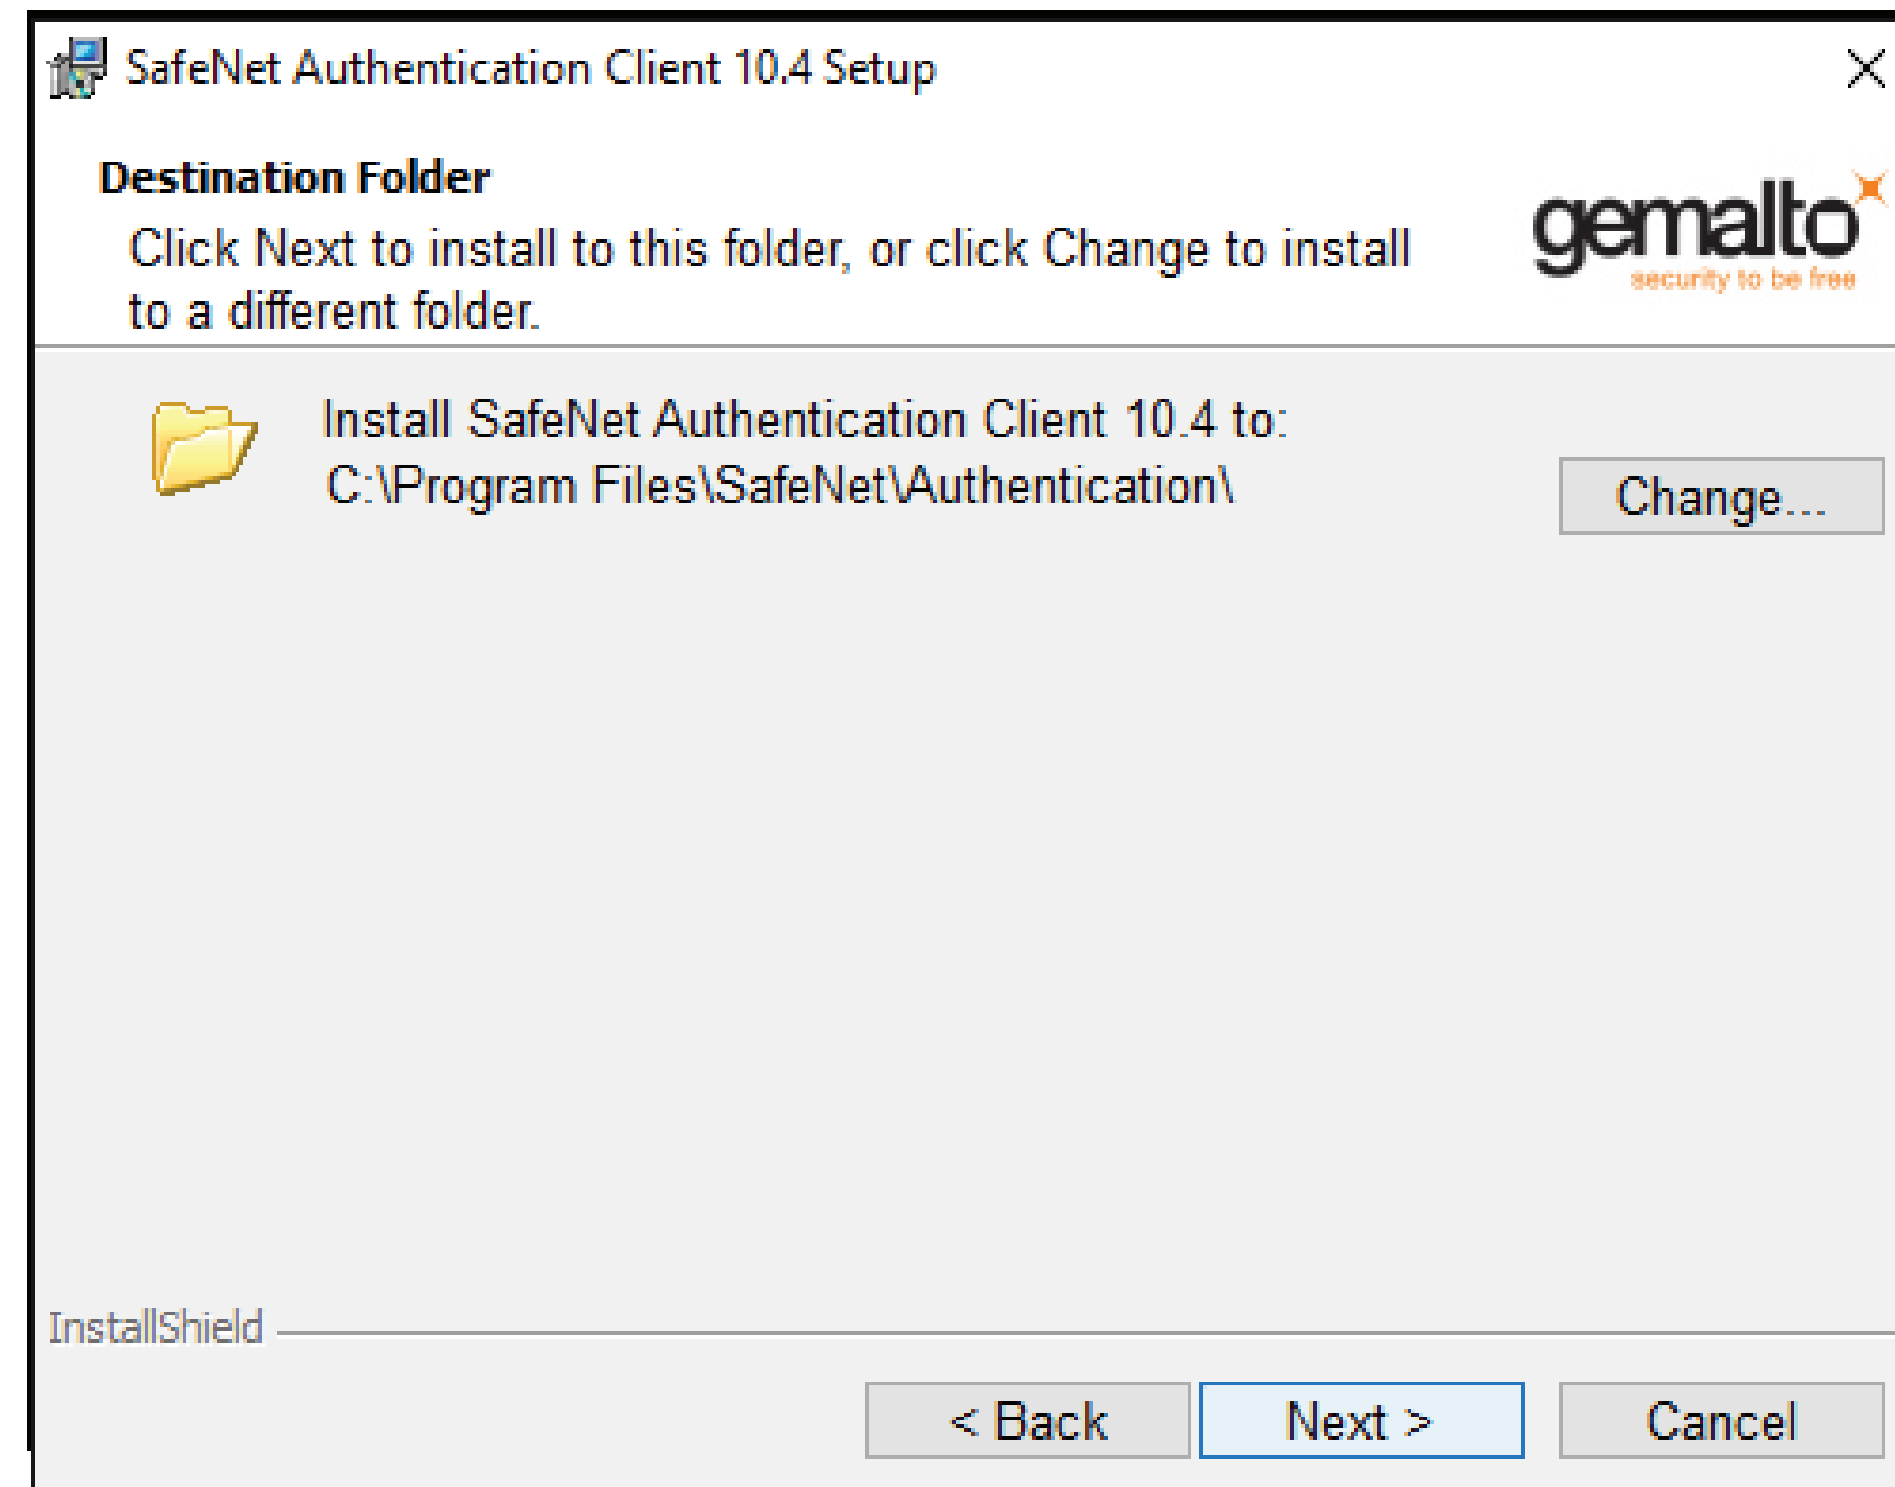 SafeNet Authentication Client 10.4 Setup
Destination Folder
Click Next to install to this folder, or click Change to install
to a different folder.
gemalto
security to be free
Install SafeNet Authentication Client 10.4 to:
C:\Program Files\SafeNet\Authentication\
Change...
InstallShield
< Back
Next >
Cancel